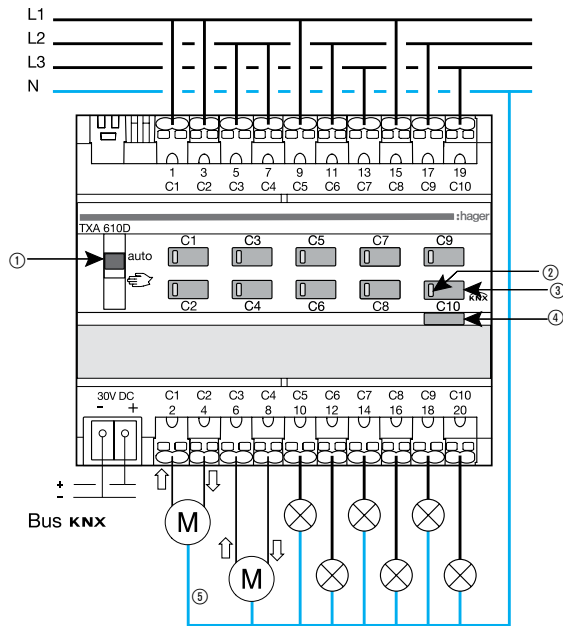 L1
L2
L3
N
1 3 5 7 9 11 13 15 17 19
C1 C2 C3 C4 C5 C6 C7 C8 C9 C10
:hager
TXA 610D
① auto
C1 C3 C5 C7 C9
②
③
C2 C4 C6 C8 C10 KNX
④
30V DC
- +
C1 C2 C3 C4 C5 C6 C7 C8 C9 C10
2 4 6 8 10 12 14 16 18 20
+
-
Bus KNX
M
M
⑤